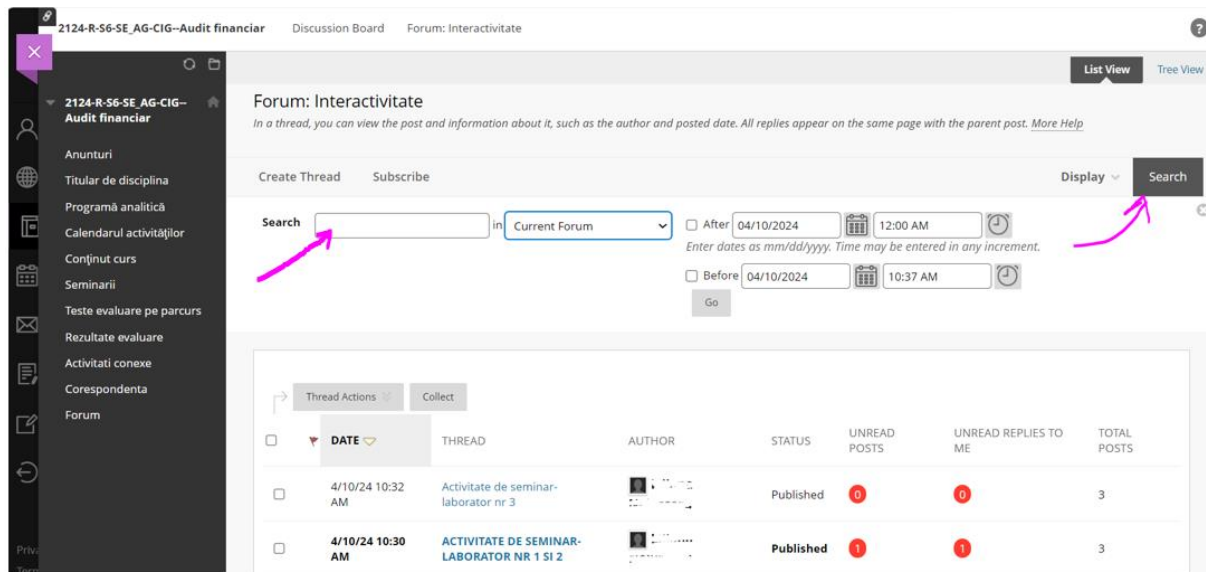 2124-R-S6-SE_AG-CIG--Audit financiar Discussion Board Forum: Interactivitate
?
List View Tree View
2124-R-S6-SE_AG-CIG--
Audit financiar
Anunturi
Titular de disciplina
Programă analitică
Calendarul activităților
Conţinut curs
Seminarii
Teste evaluare pe parcurs
Rezultate evaluare
Activitati conexe
Corespondenta
Forum
Forum: Interactivitate
In a thread, you can view the post and information about it, such as the author and posted date. All replies appear on the same page with the parent post. More Help
Create Thread Subscribe Display Search
Search in Current Forum After 04/10/2024 12:00 AM
Enter dates as mm/dd/yyyy. Time may be entered in any increment.
Before 04/10/2024 10:37 AM
Go
Thread Actions Collect
DATE THREAD AUTHOR STATUS UNREAD POSTS UNREAD REPLIES TO ME TOTAL POSTS
4/10/24 10:32 AM Activitate de seminar-laborator nr 3 Published 0 0 3
4/10/24 10:30 AM ACTIVITATE DE SEMINAR-LABORATOR NR 1 SI 2 Published 1 1 3